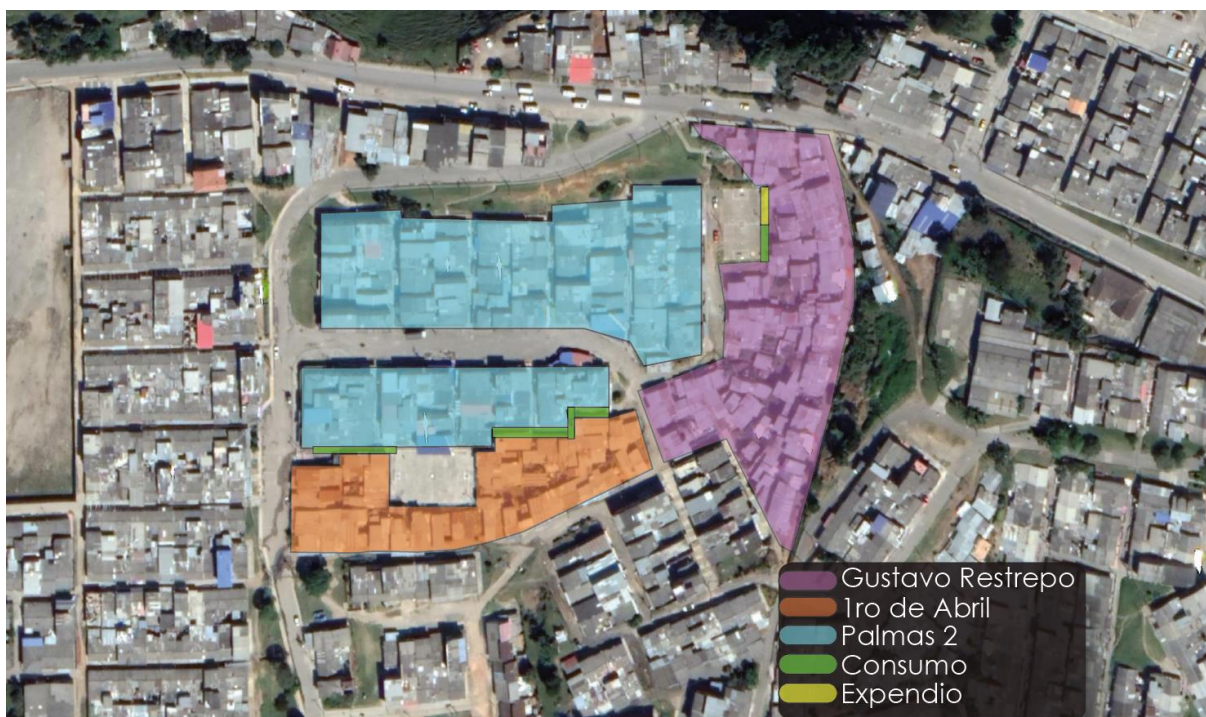 Gustavo Restrepo
1ro de Abril
Palmas 2
Consumo
Expendio